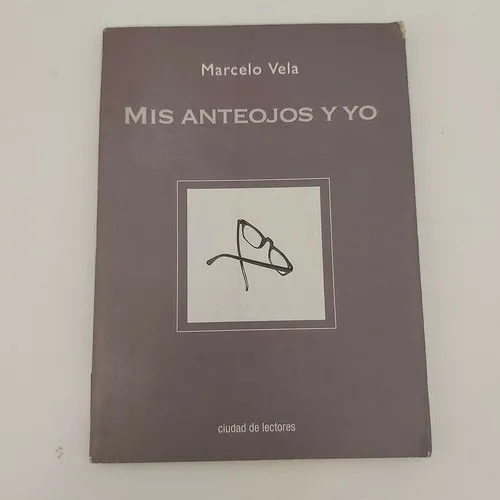 Marcelo Vela
MIS ANTEOJOS Y YO
ciudad de lectores